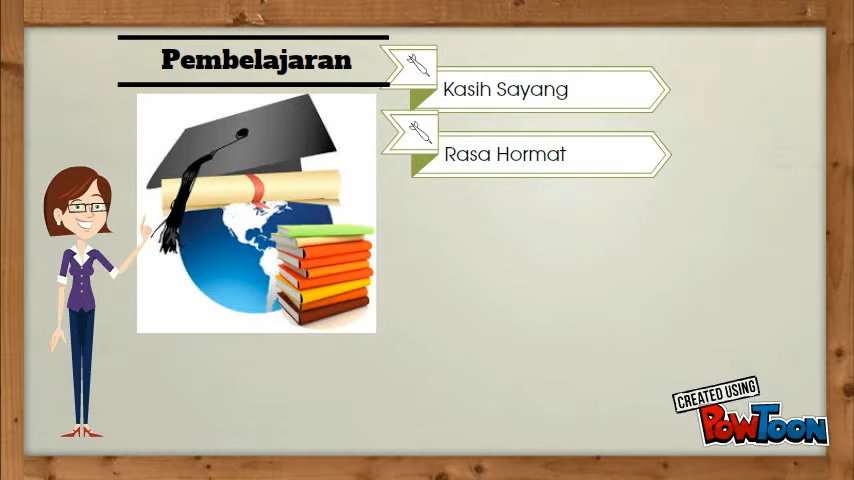 Pembelajaran
Kasih Sayang
Rasa Hormat
CREATED USING
POWTOON